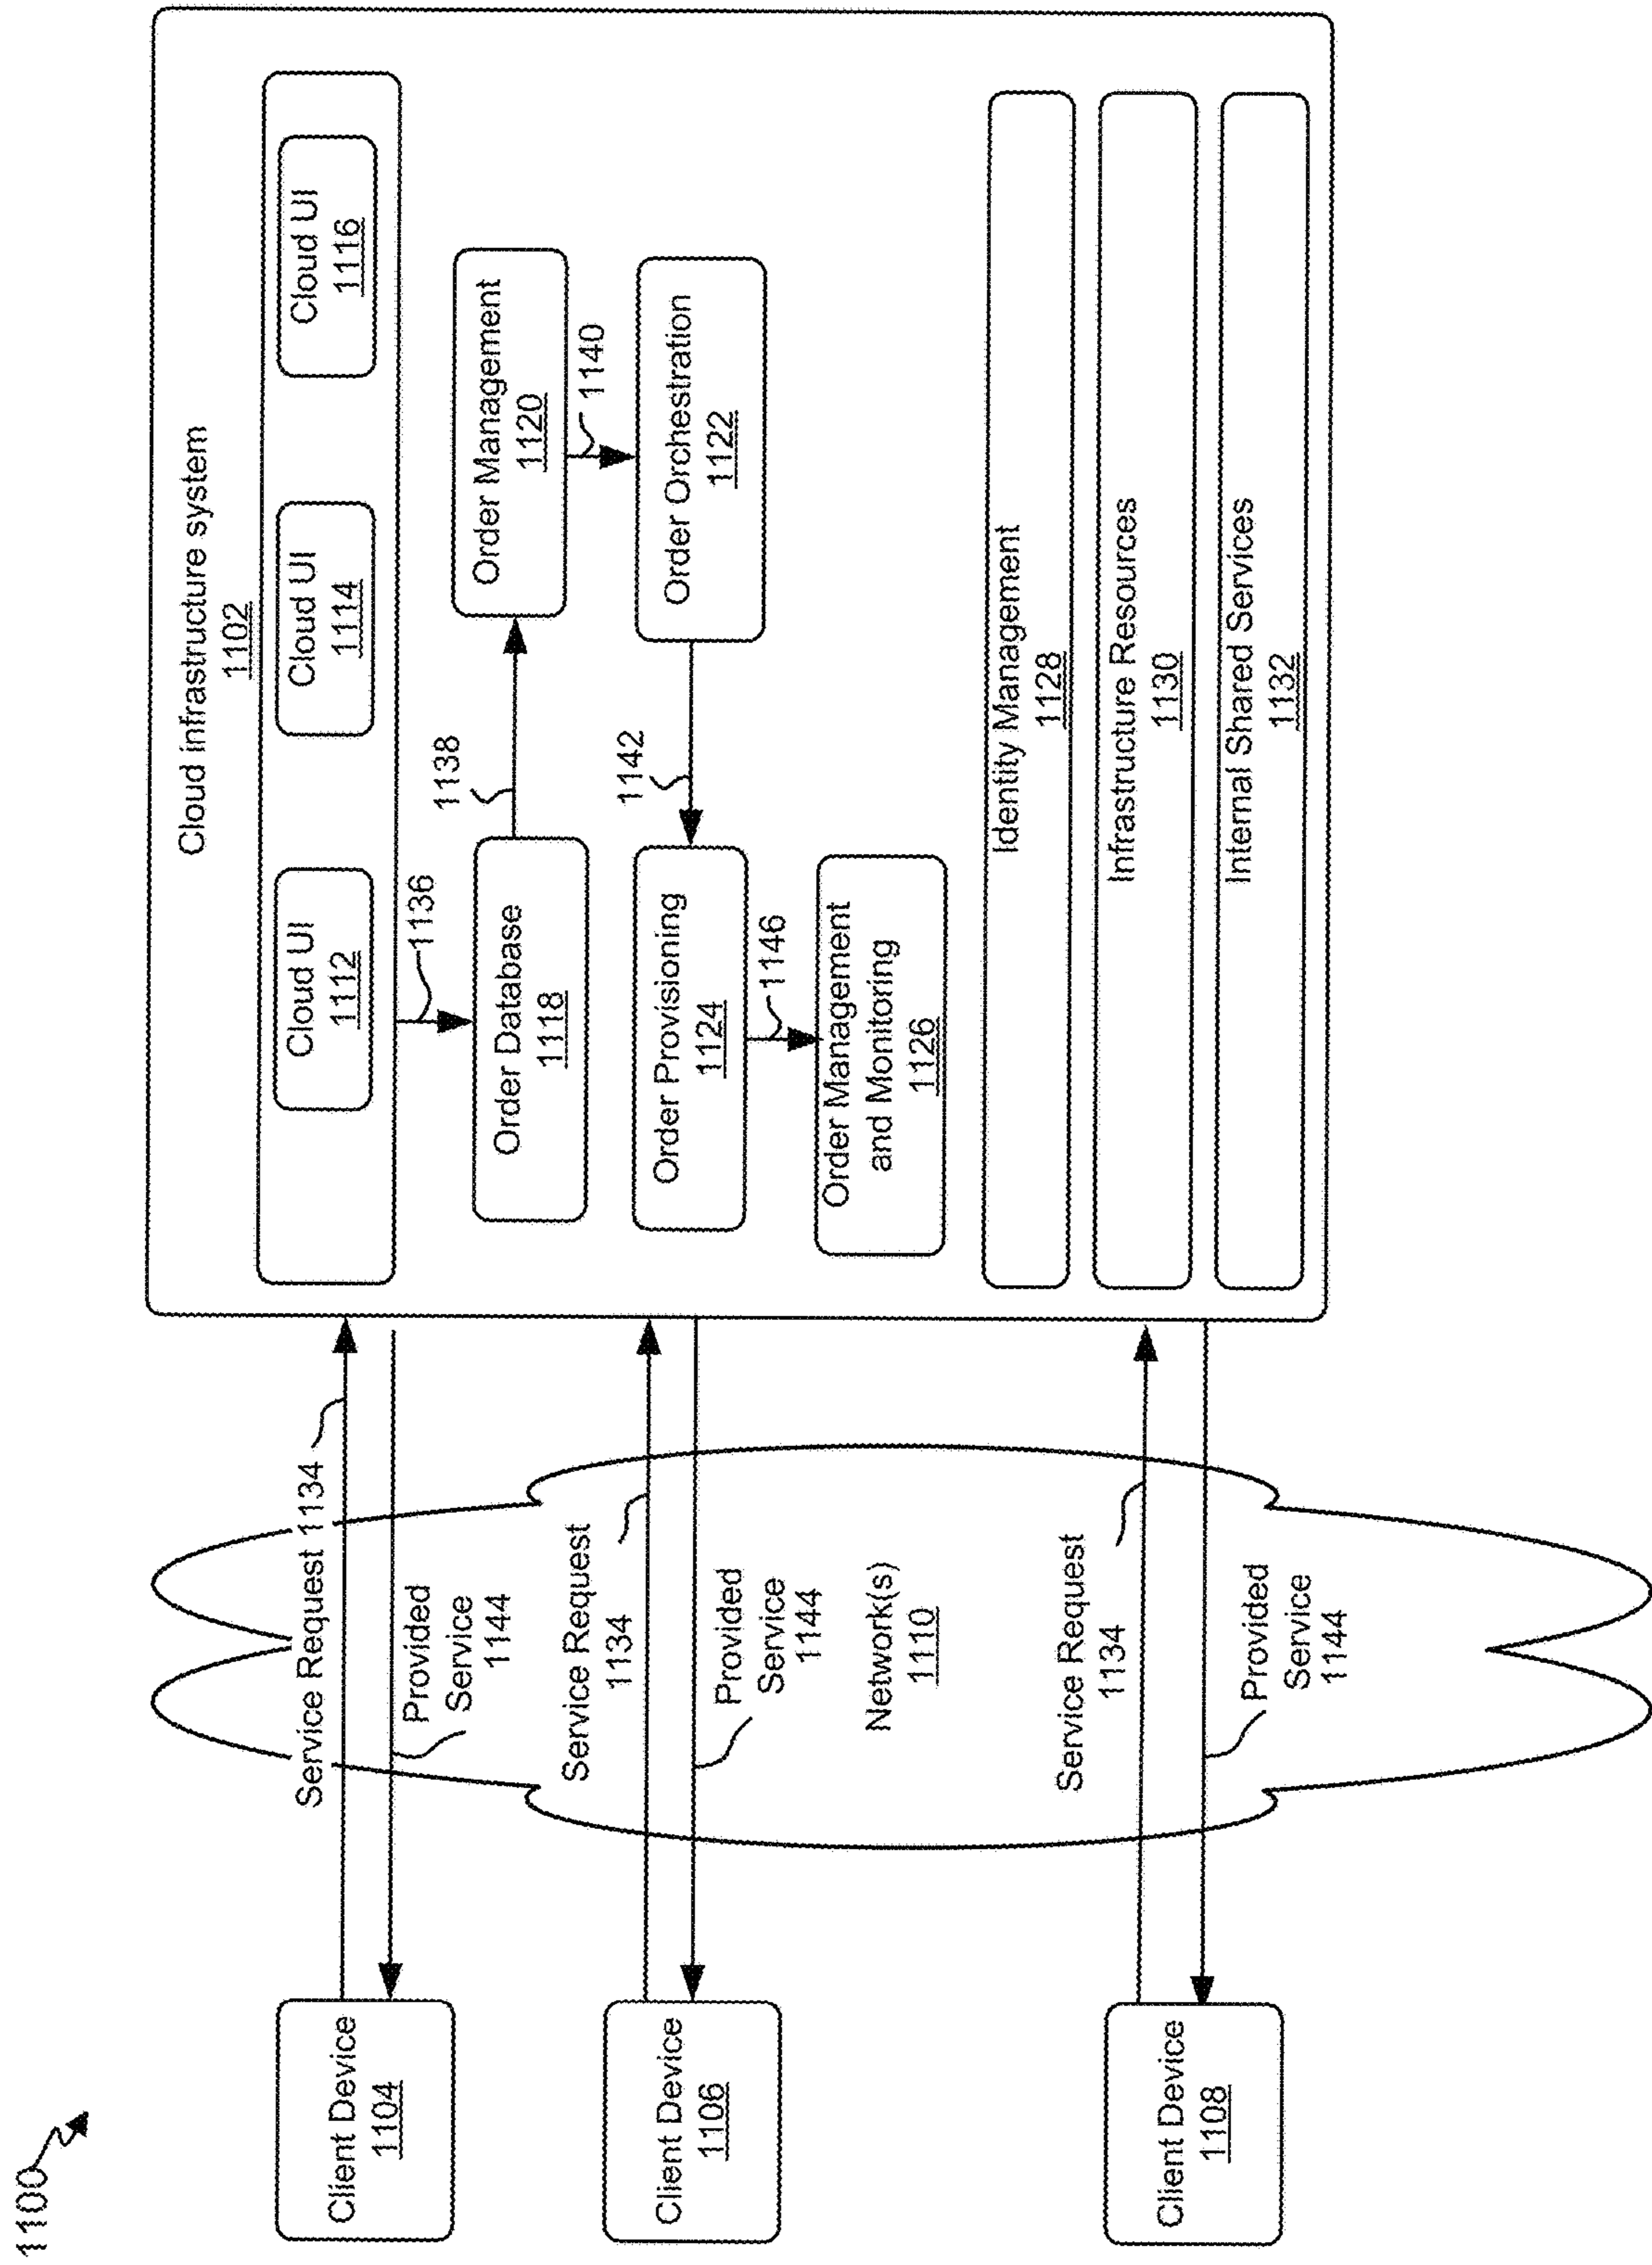 1100
Client Device
1104
Client Device
1106
Client Device
1108
Service Request 1134
Provided
Service
1144
Service Request
1134
Provided
Service
1144
Network(s)
1110
Service Request
1134
Provided
Service
1144
Cloud infrastructure system
1102
Cloud UI
1112
Cloud UI
1114
Cloud UI
1116
1136
Order Database
1118
1138
Order Management
1120
1140
Order Orchestration
1122
1142
Order Provisioning
1124
1146
Order Management
and Monitoring
1126
Identity Management
1128
Infrastructure Resources
1130
Internal Shared Services
1132